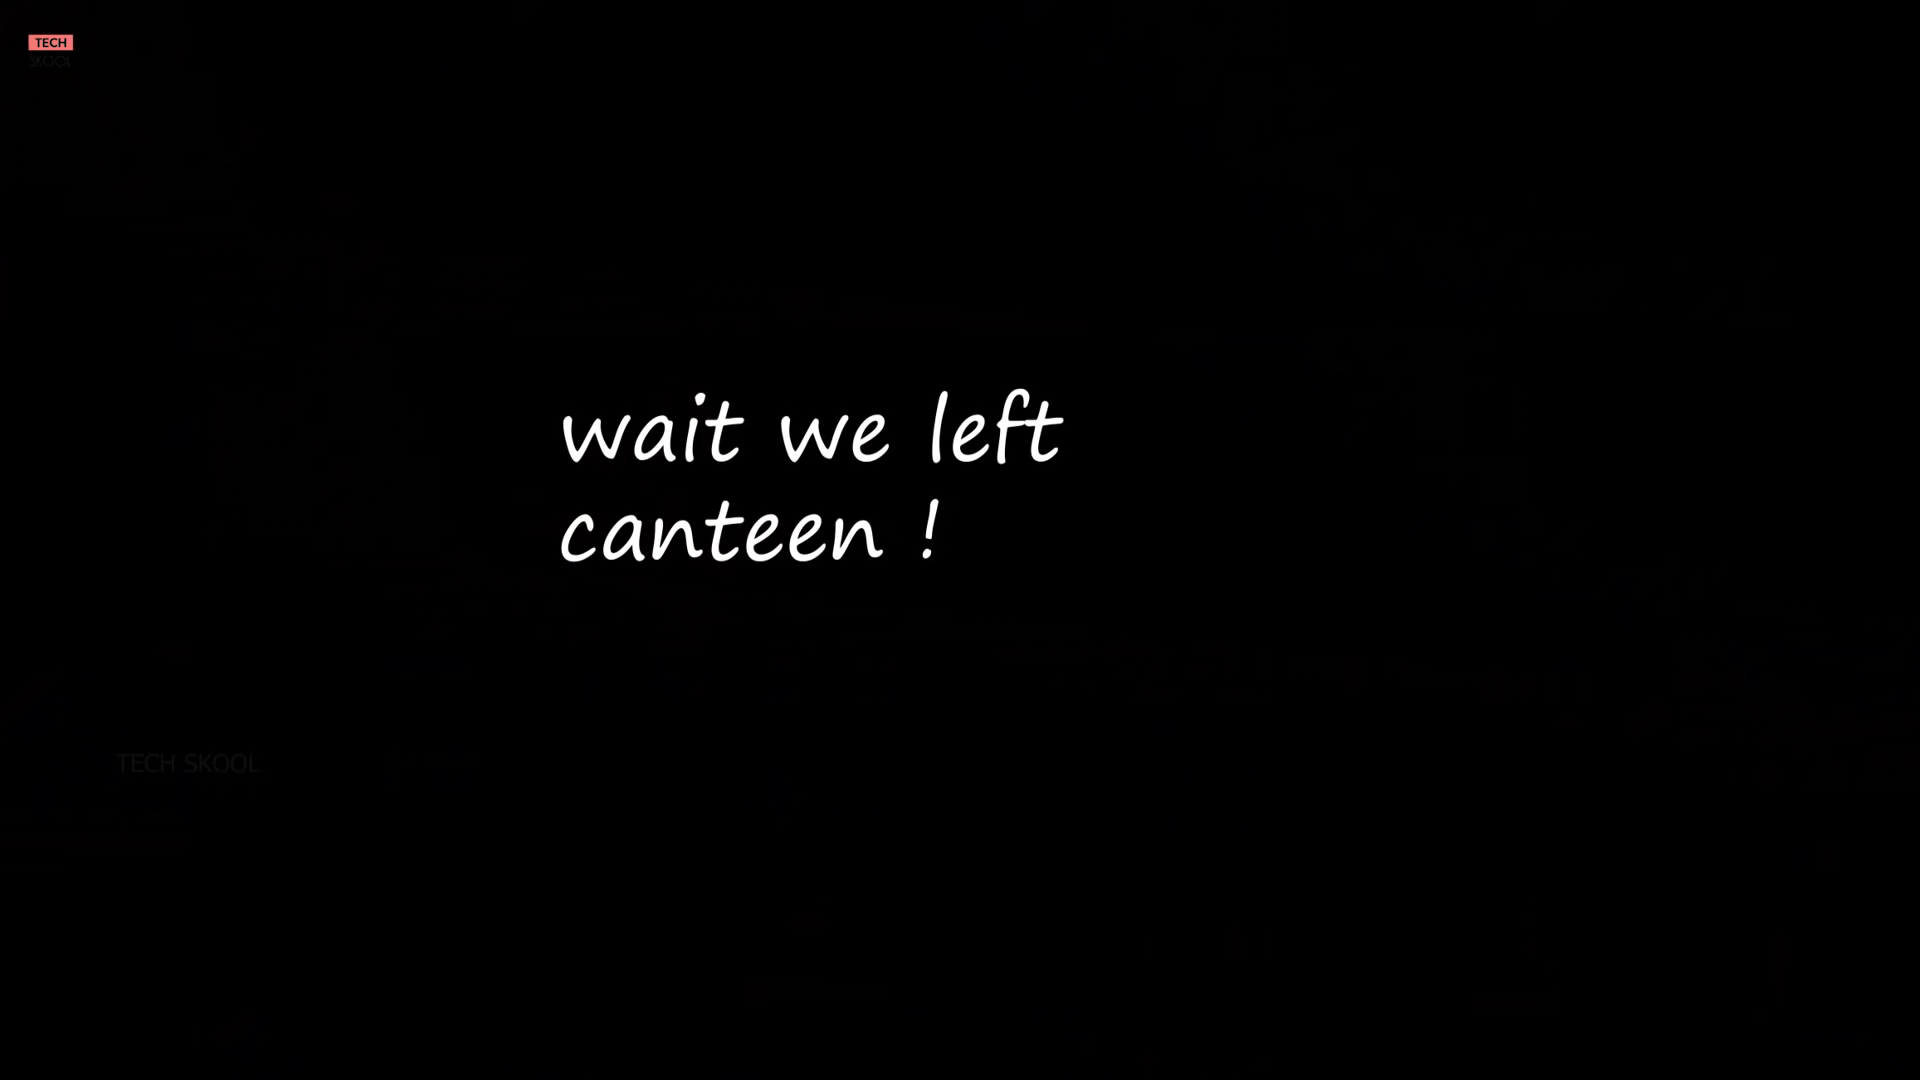 TECH
SKOOL
wait we left
canteen !
TECH SKOOL